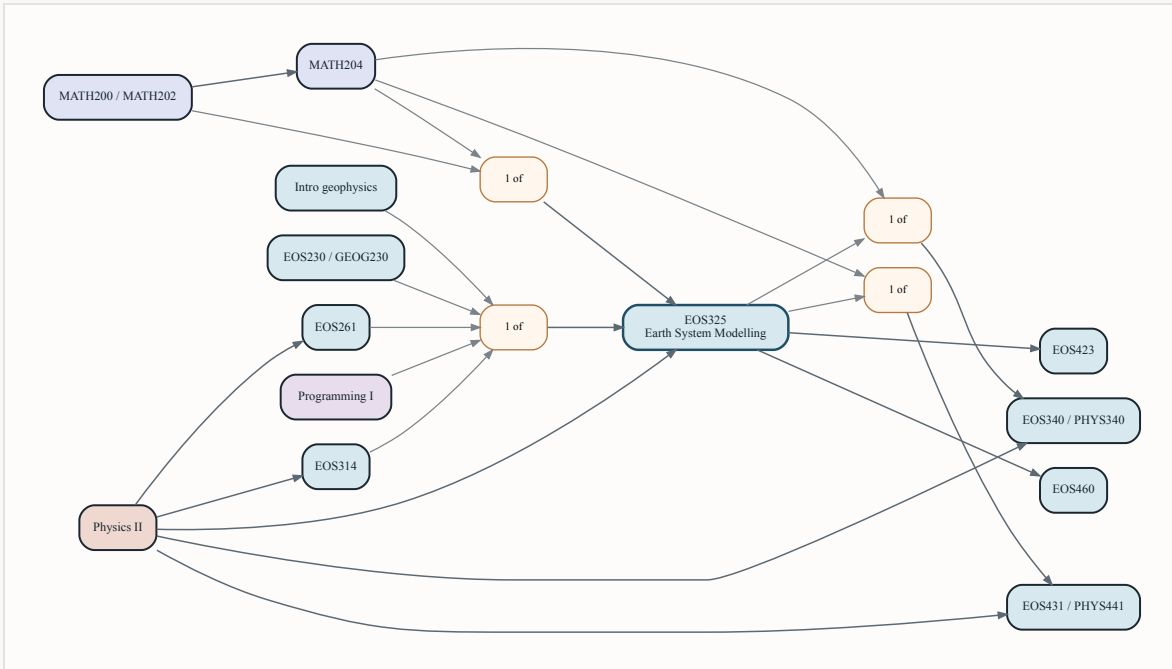 MATH204
MATH200 / MATH202
1 of
Intro geophysics
1 of
EOS230 / GEOG230
1 of
EOS261
1 of
EOS325
Earth System Modelling
EOS423
Programming I
EOS340 / PHYS340
EOS314
EOS460
Physics II
EOS431 / PHYS441